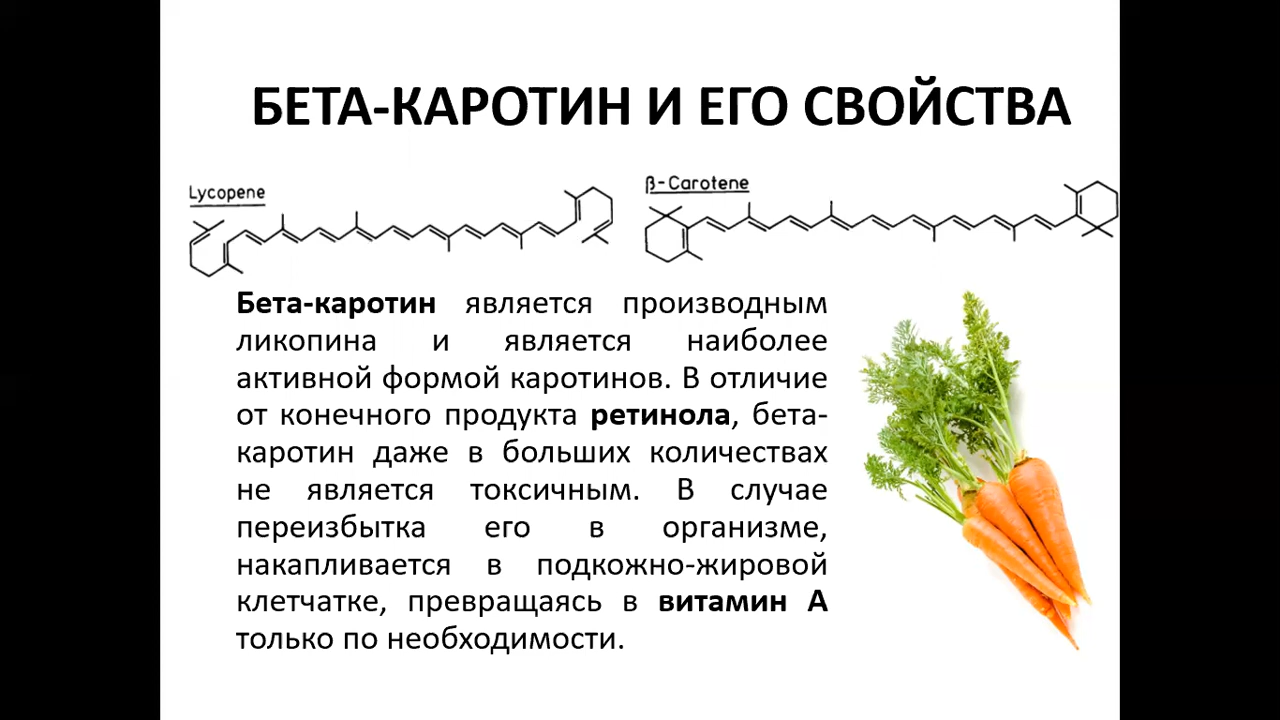 БЕТА-КАРОТИН И ЕГО СВОЙСТВА
Lycopene
β-Carotene
Бета-каротин является производным
ликопина и является наиболее
активной формой каротинов. В отличие
от конечного продукта ретинола, бета-
каротин даже в больших количествах
не является токсичным. В случае
переизбытка его в организме,
накапливается в подкожно-жировой
клетчатке, превращаясь в витамин А
только по необходимости.